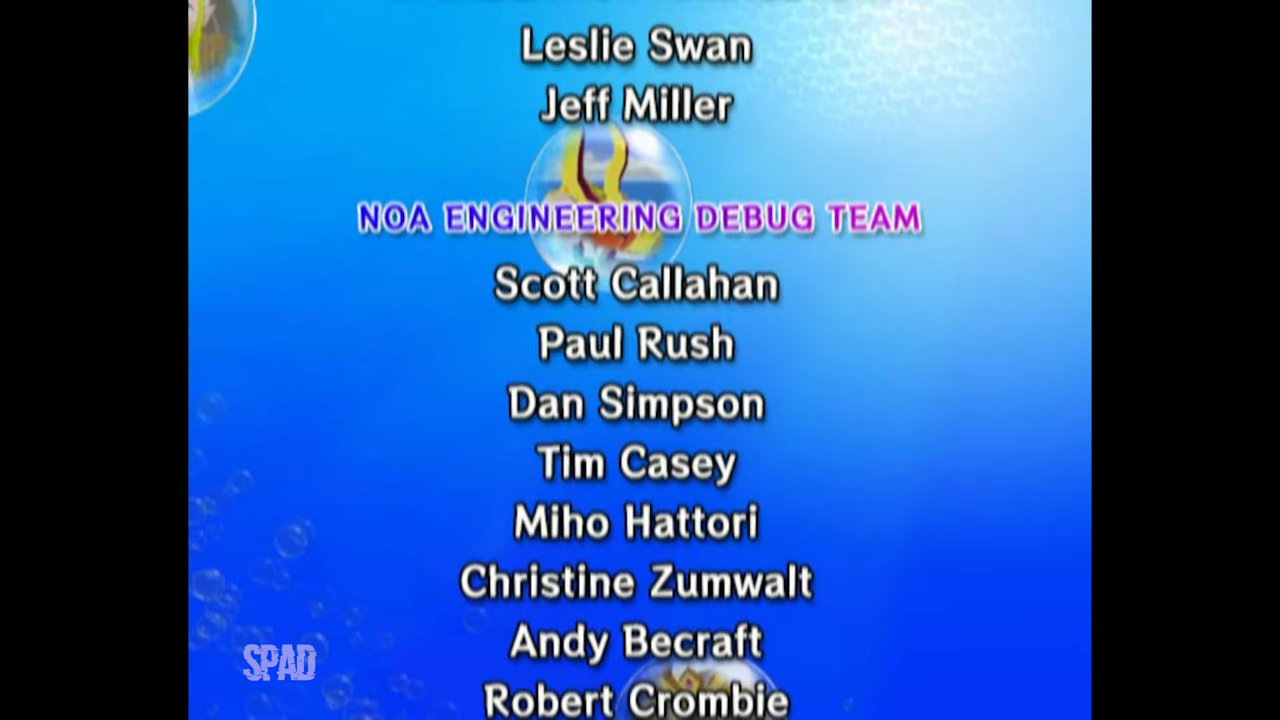 Leslie Swan
Jeff Miller
NOA ENGINEERING DEBUG TEAM
Scott Callahan
Paul Rush
Dan Simpson
Tim Casey
Miho Hattori
Christine Zumwalt
Andy Becraft
Robert Crombie
SPAD